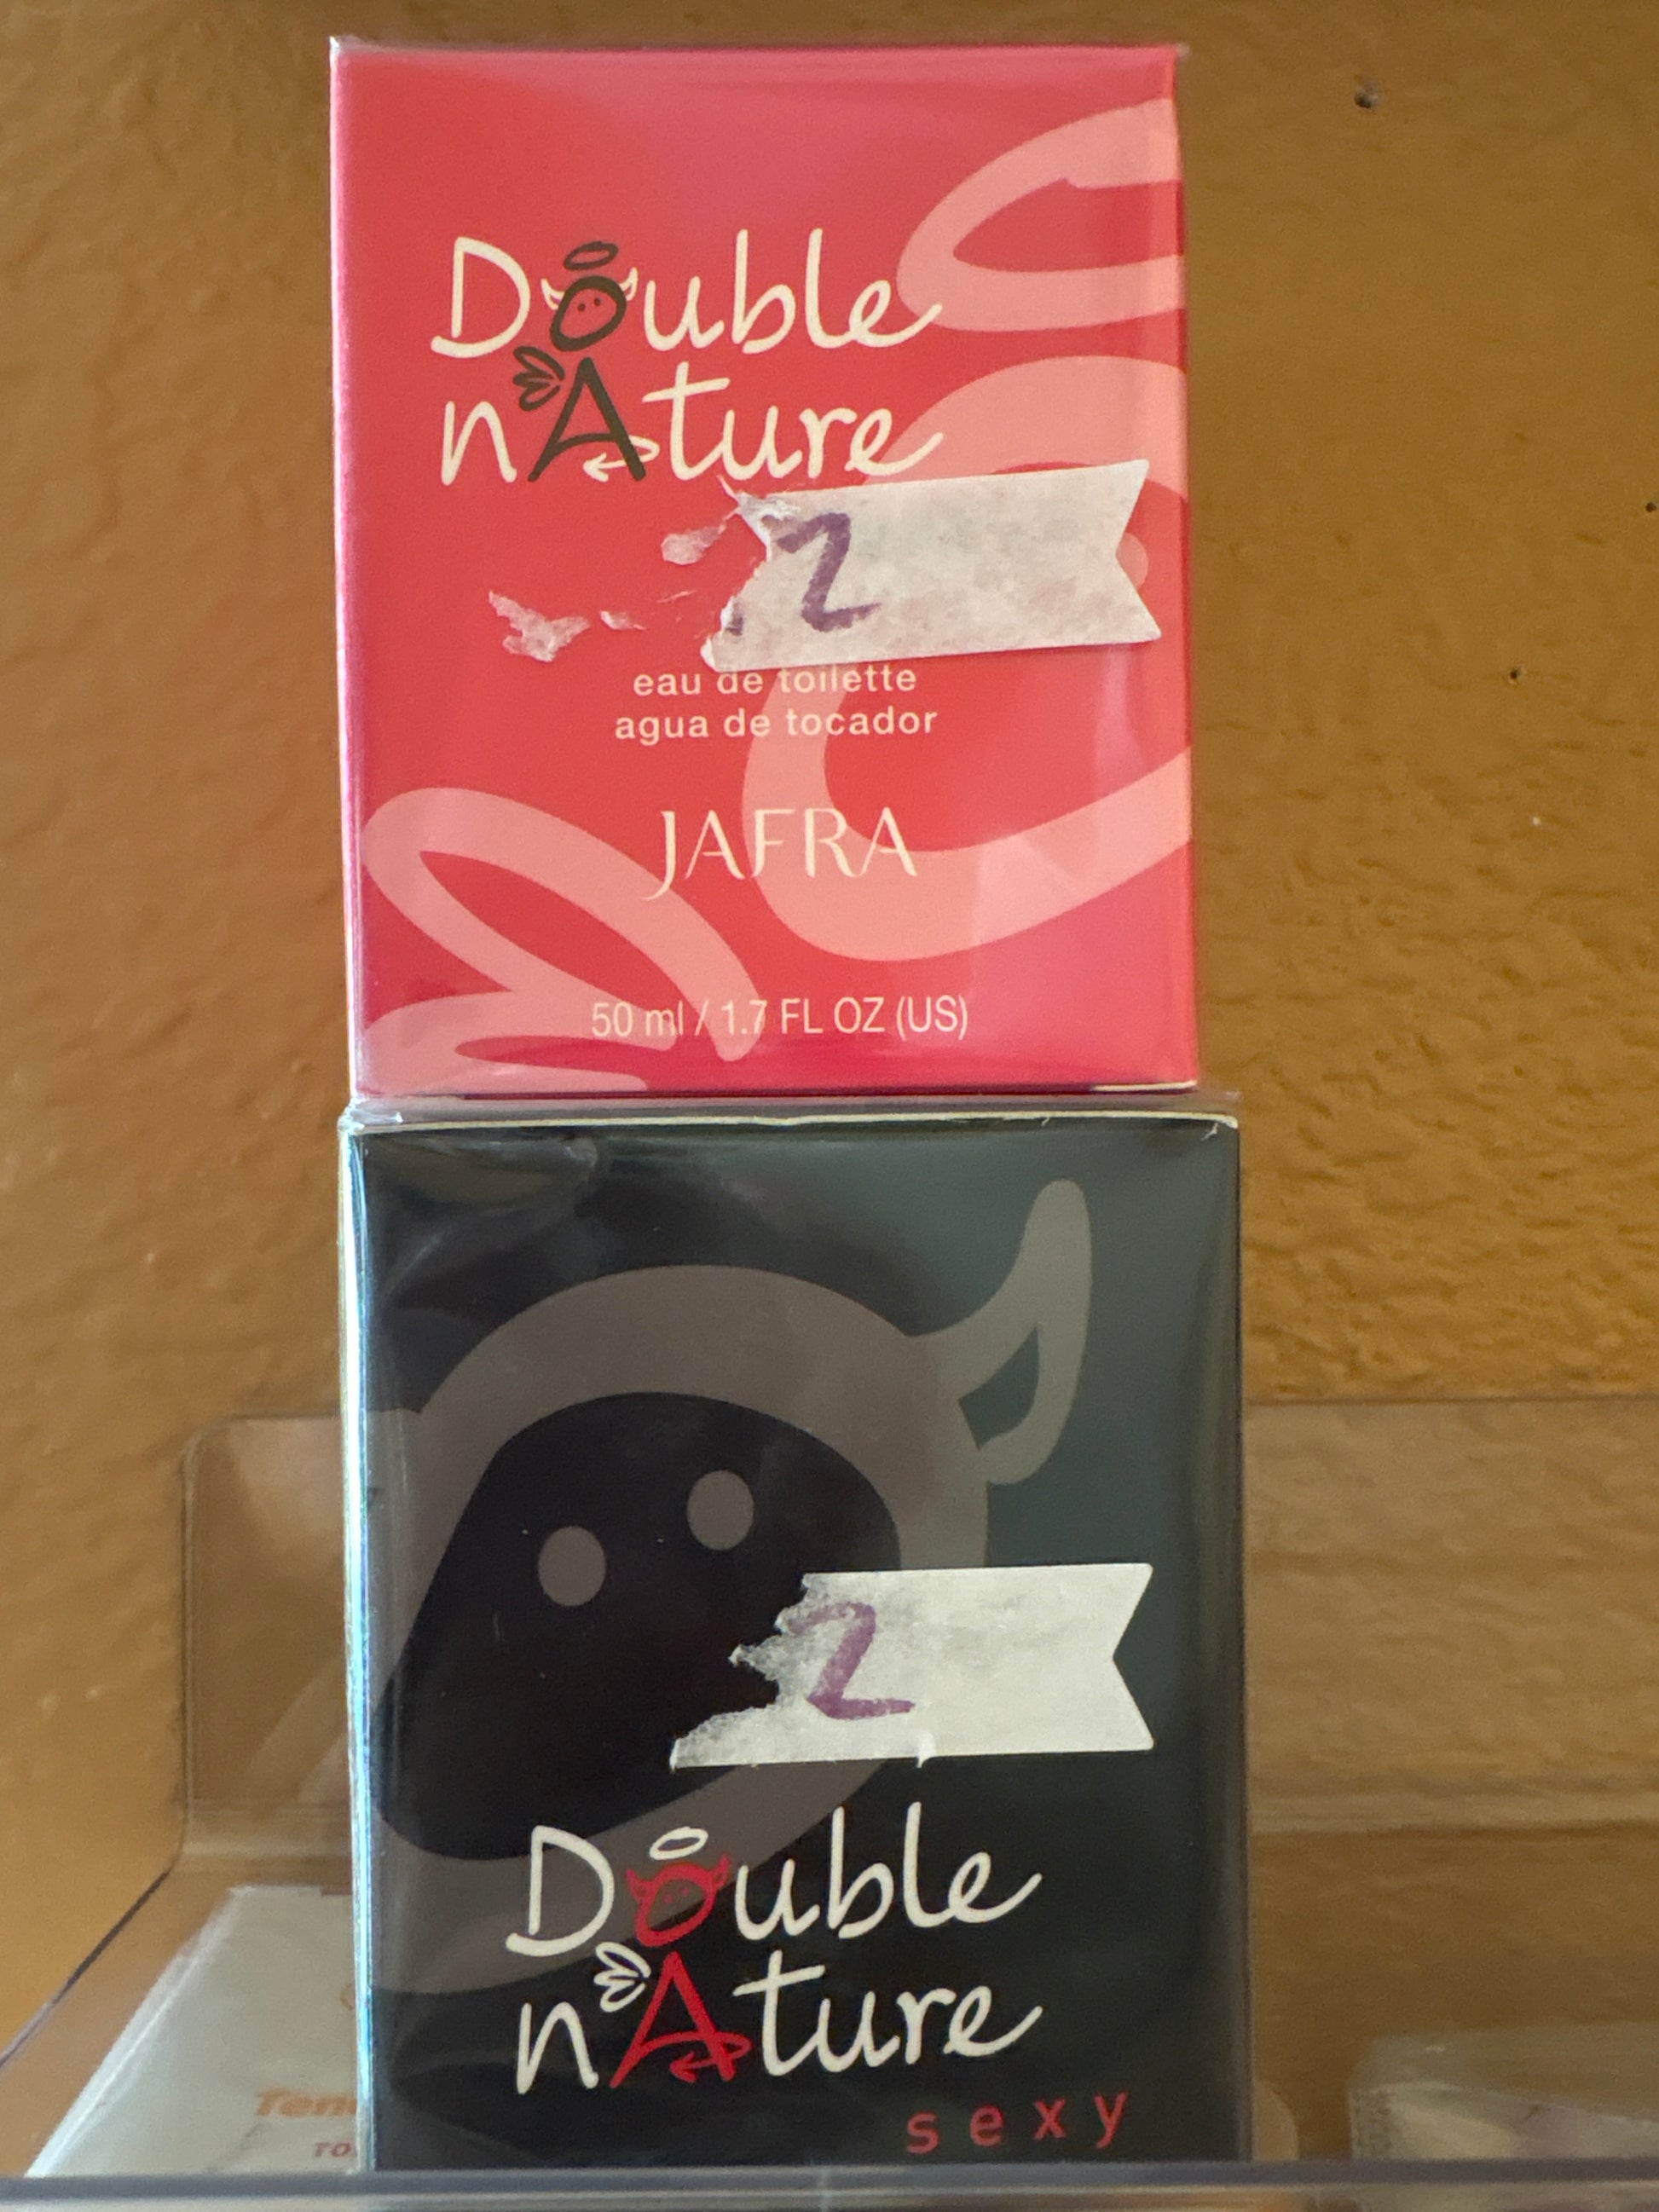 Double
nAture
2
eau de toilette
agua de tocador
JAFRA
50 ml / 1.7 FL OZ (US)
2
Double
nAture
sexy